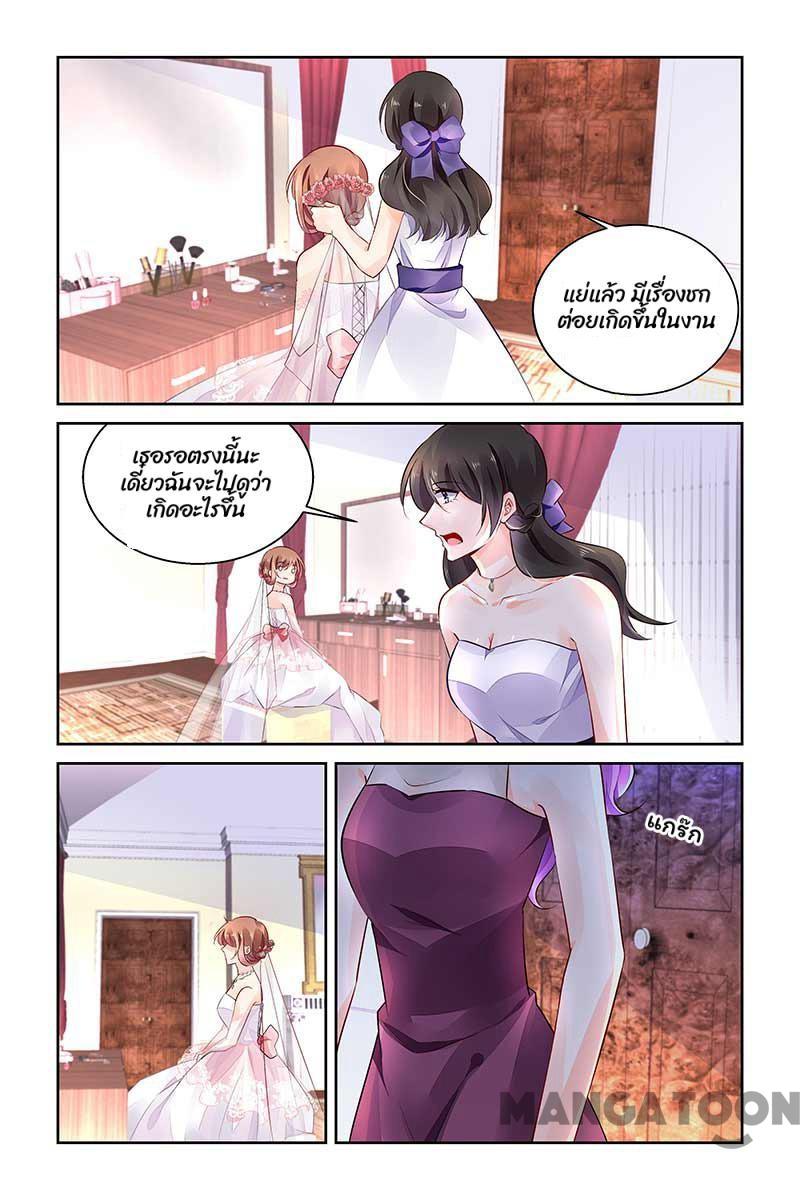 แย่แล้ว มีเรื่องชก
ต่อยเกิดขึ้นในงาน
เธอรอตรงนี้นะ
เดี๋ยวฉันจะไปดูว่า
เกิดอะไรขึ้น
แกร๊ก
MANGATOON